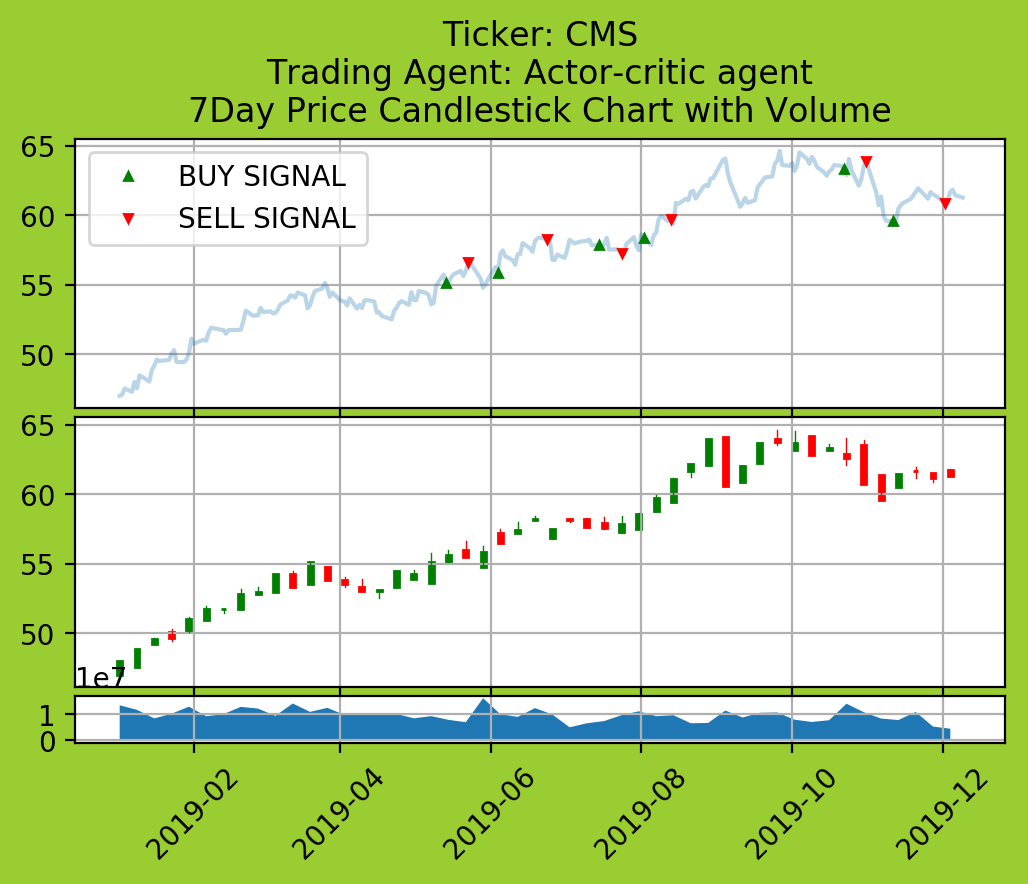 Ticker: CMS
Trading Agent: Actor-critic agent
7Day Price Candlestick Chart with Volume
65
60
55
50
BUY SIGNAL
SELL SIGNAL
65
60
55
50
1e7
1
0
2019-02
2019-04
2019-06
2019-08
2019-10
2019-12